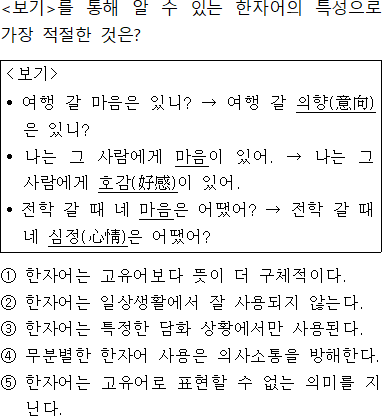 <보기>를 통해 알 수 있는 한자어의 특성으로
가장 적절한 것은?
<보기>
• 여행 갈 마음은 있니? → 여행 갈 의향(意向)
은 있니?
• 나는 그 사람에게 마음이 있어. → 나는 그
사람에게 호감(好感)이 있어.
• 전학 갈 때 네 마음은 어땠어? → 전학 갈 때
네 심정(心情)은 어땠어?
① 한자어는 고유어보다 뜻이 더 구체적이다.
② 한자어는 일상생활에서 잘 사용되지 않는다.
③ 한자어는 특정한 담화 상황에서만 사용된다.
④ 무분별한 한자어 사용은 의사소통을 방해한다.
⑤ 한자어는 고유어로 표현할 수 없는 의미를 지
닌다.